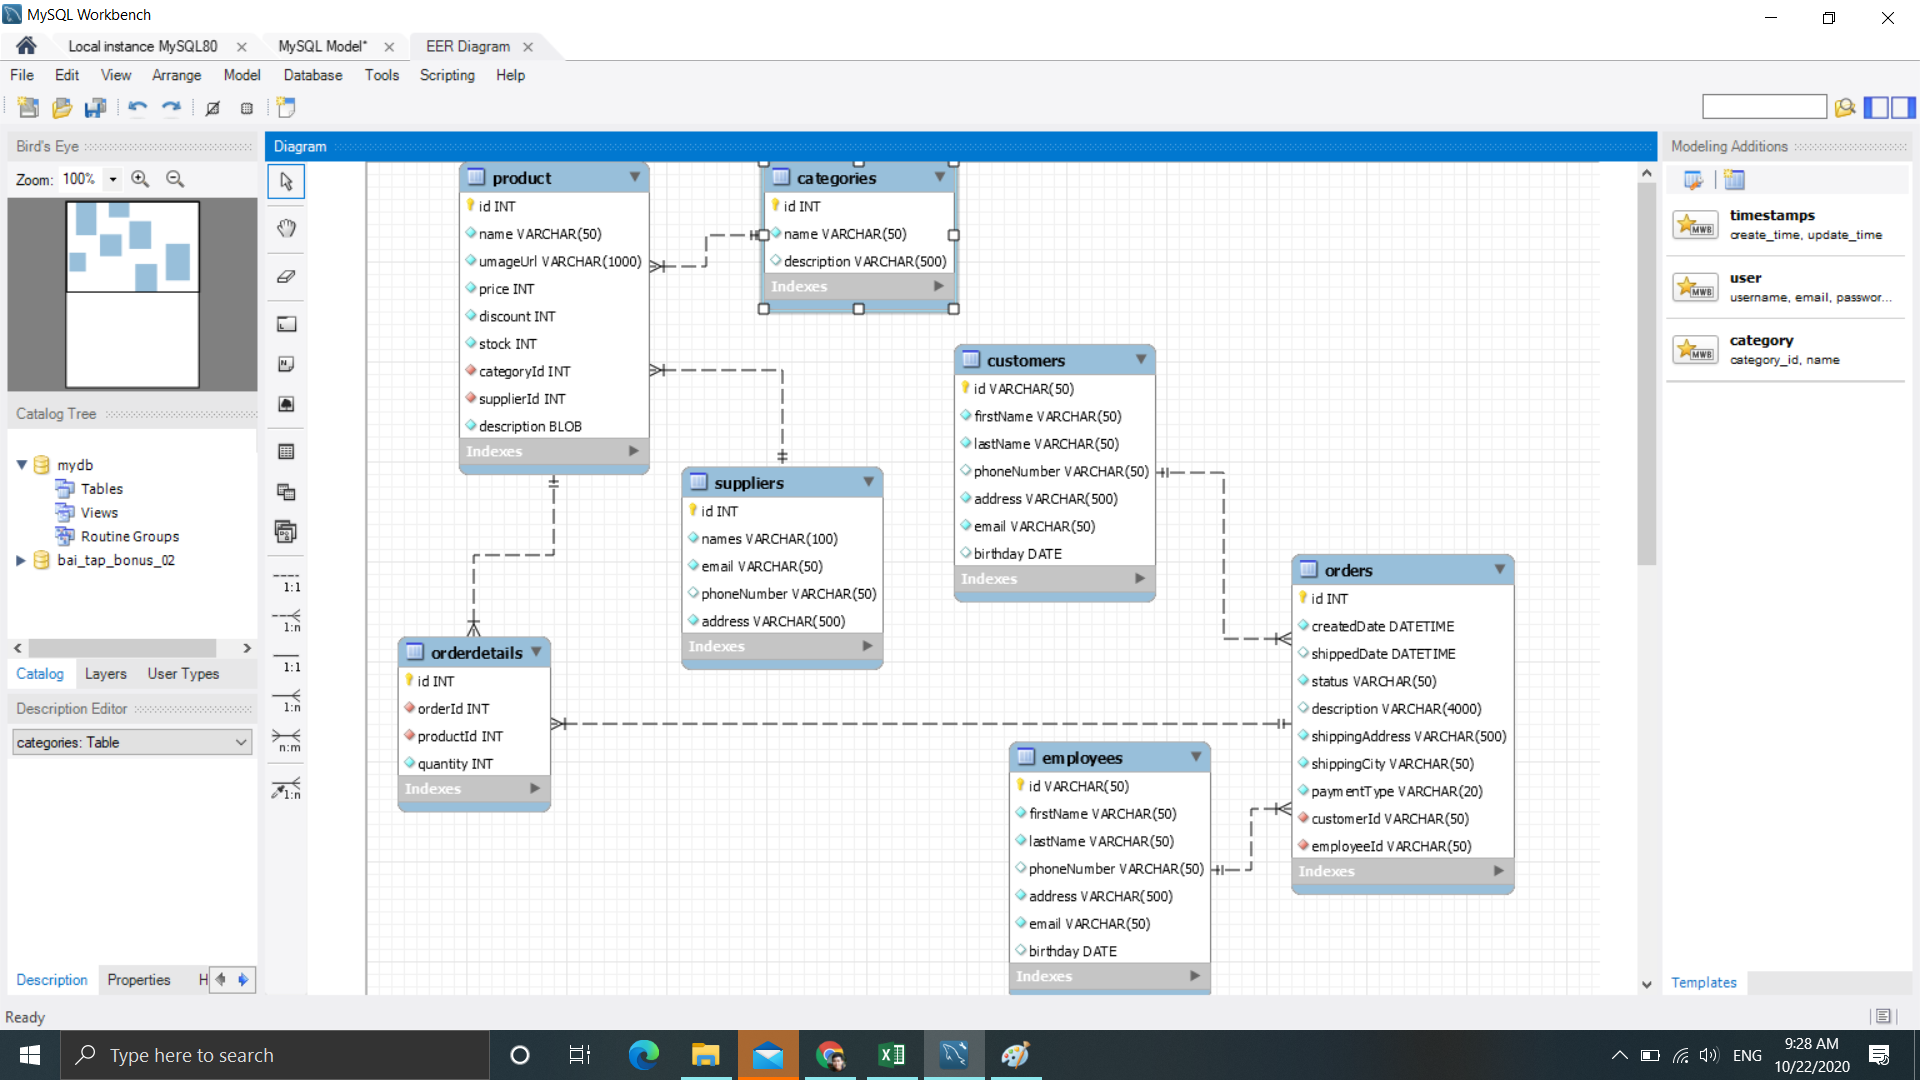 MySQL Workbench
Local instance MySQL80
MySQL Model*
EER Diagram
File Edit View Arrange Model Database Tools Scripting Help
Bird's Eye
Zoom: 100%
Catalog Tree
mydb
Tables
Views
Routine Groups
bai_tap_bonus_02
Catalog Layers User Types
Description Editor
categories: Table
Description Properties H
1:1
1:n
1:1
1:n
n:m
1:n
Diagram
product
id INT
name VARCHAR(50)
umageUrl VARCHAR(1000)
price INT
discount INT
stock INT
categoryId INT
supplierId INT
description BLOB
Indexes
categories
id INT
name VARCHAR(50)
description VARCHAR(500)
Indexes
customers
id VARCHAR(50)
firstName VARCHAR(50)
lastName VARCHAR(50)
phoneNumber VARCHAR(50)
address VARCHAR(500)
email VARCHAR(50)
birthday DATE
Indexes
suppliers
id INT
names VARCHAR(100)
email VARCHAR(50)
phoneNumber VARCHAR(50)
address VARCHAR(500)
Indexes
orders
id INT
createdDate DATETIME
shippedDate DATETIME
status VARCHAR(50)
description VARCHAR(4000)
shippingAddress VARCHAR(500)
shippingCity VARCHAR(50)
paymentType VARCHAR(20)
customerId VARCHAR(50)
employeeId VARCHAR(50)
Indexes
orderdetails
id INT
orderId INT
productId INT
quantity INT
Indexes
employees
id VARCHAR(50)
firstName VARCHAR(50)
lastName VARCHAR(50)
phoneNumber VARCHAR(50)
address VARCHAR(500)
email VARCHAR(50)
birthday DATE
Indexes
Modeling Additions
MWB
timestamps
create_time, update_time
MWB
user
username, email, passwor...
MWB
category
category_id, name
Templates
Ready
Type here to search
ENG
9:28 AM
10/22/2020